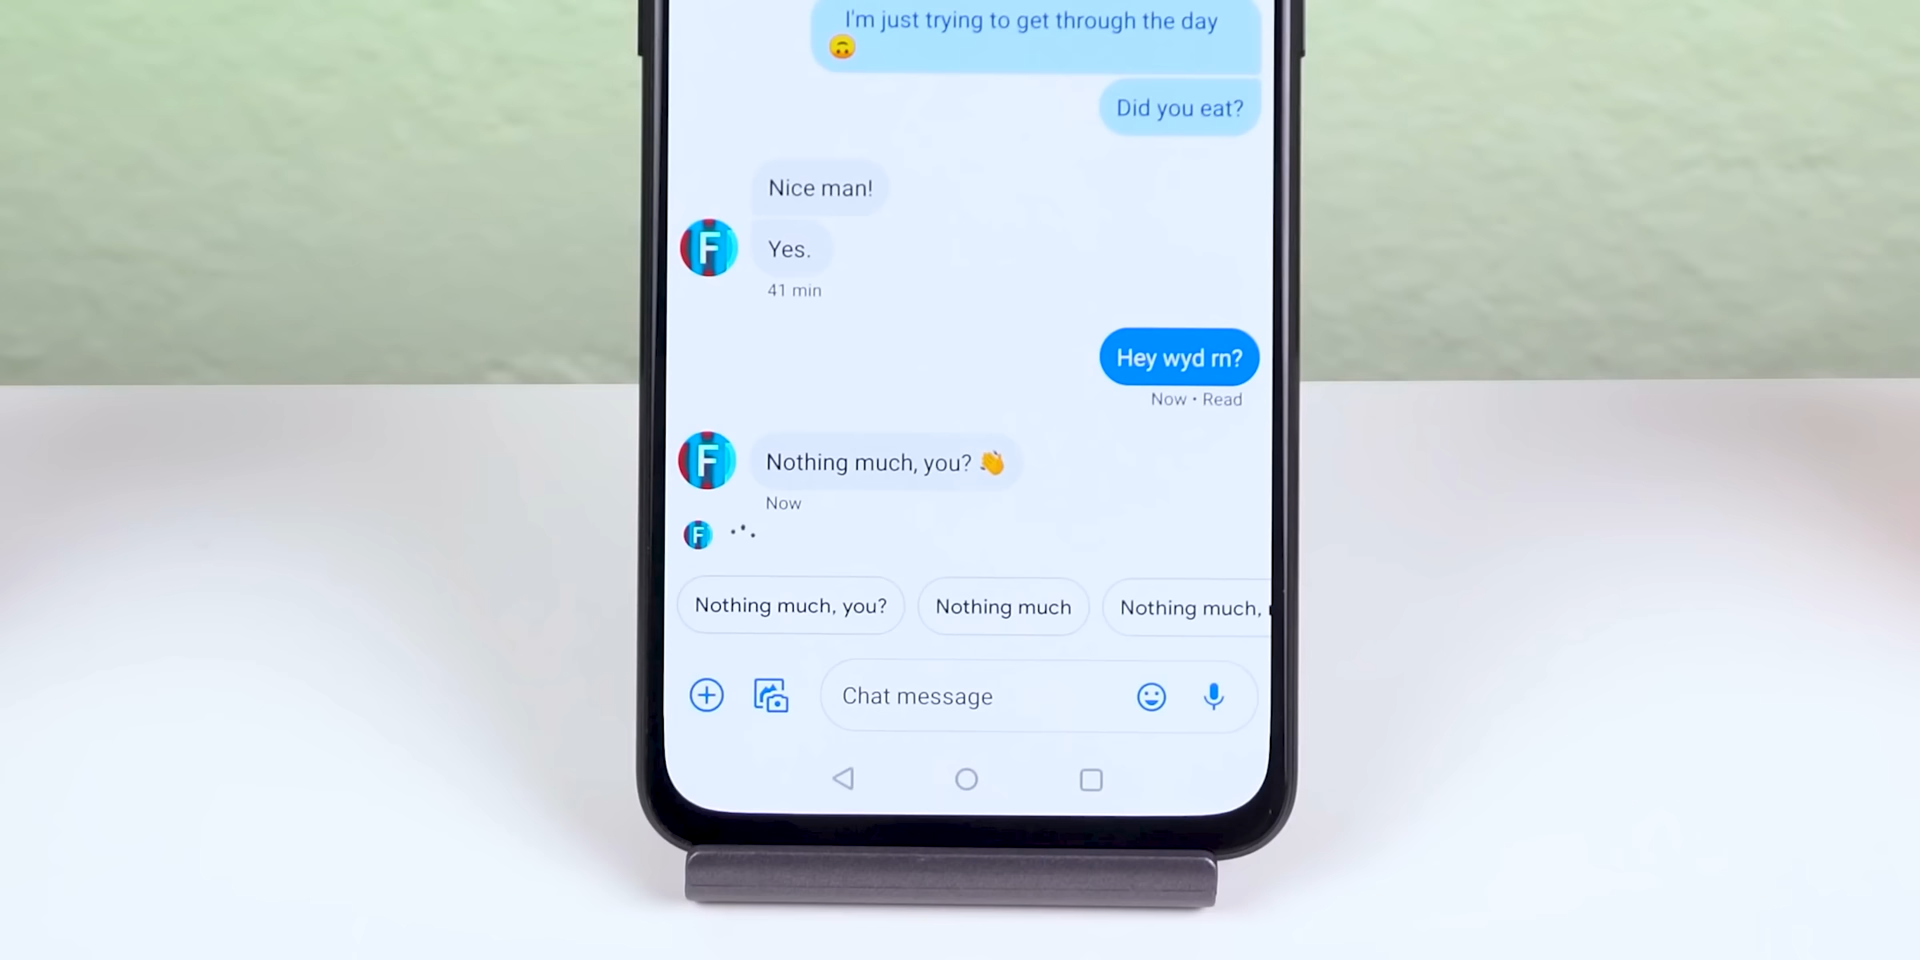 I'm just trying to get through the day
🙃
Did you eat?
Nice man!
F
Yes.
41 min
Hey wyd rn?
Now • Read
F
Nothing much, you? 👏
Now
F
Nothing much, you?
Nothing much
Nothing much,
Chat message